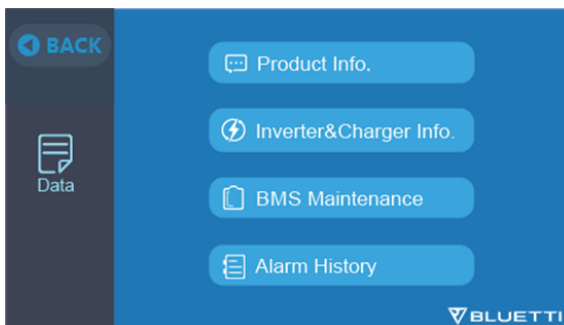 BACK
Product Info.
Inverter&Charger Info.
Data
BMS Maintenance
Alarm History
BLUETTI